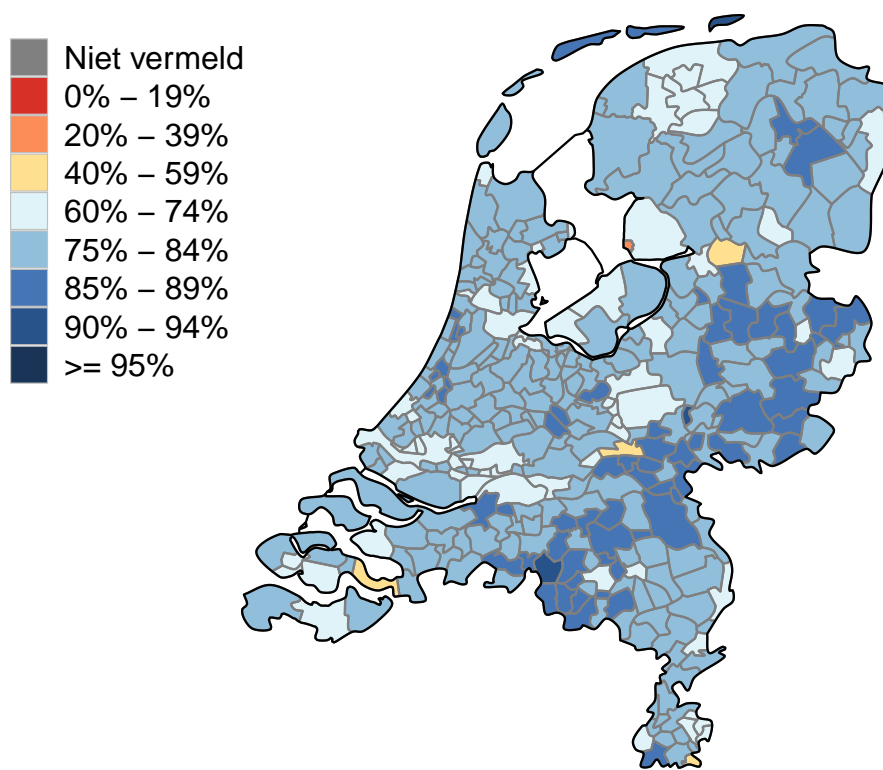 Niet vermeld
0% – 19%
20% – 39%
40% – 59%
60% – 74%
75% – 84%
85% – 89%
90% – 94%
>= 95%